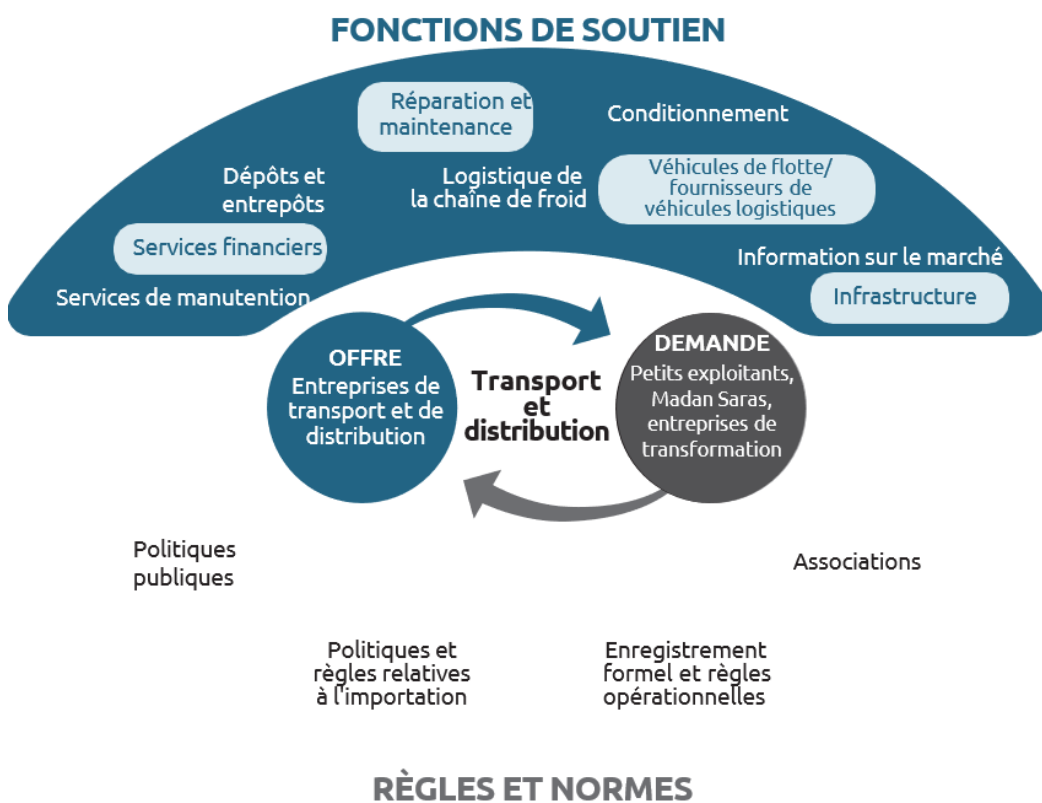 FONCTIONS DE SOUTIEN
Réparation et
maintenance
Conditionnement
Dépôts et
entrepôts
Logistique de
la chaîne de froid
Véhicules de flotte/
fournisseurs de
véhicules logistiques
Services financiers
Information sur le marché
Services de manutention
Infrastructure
OFFRE
Entreprises de
transport et de
distribution
Transport
et
distribution
DEMANDE
Petits exploitants,
Madan Saras,
entreprises de
transformation
Politiques
publiques
Associations
Politiques et
règles relatives
à l'importation
Enregistrement
formel et règles
opérationnelles
RÈGLES ET NORMES